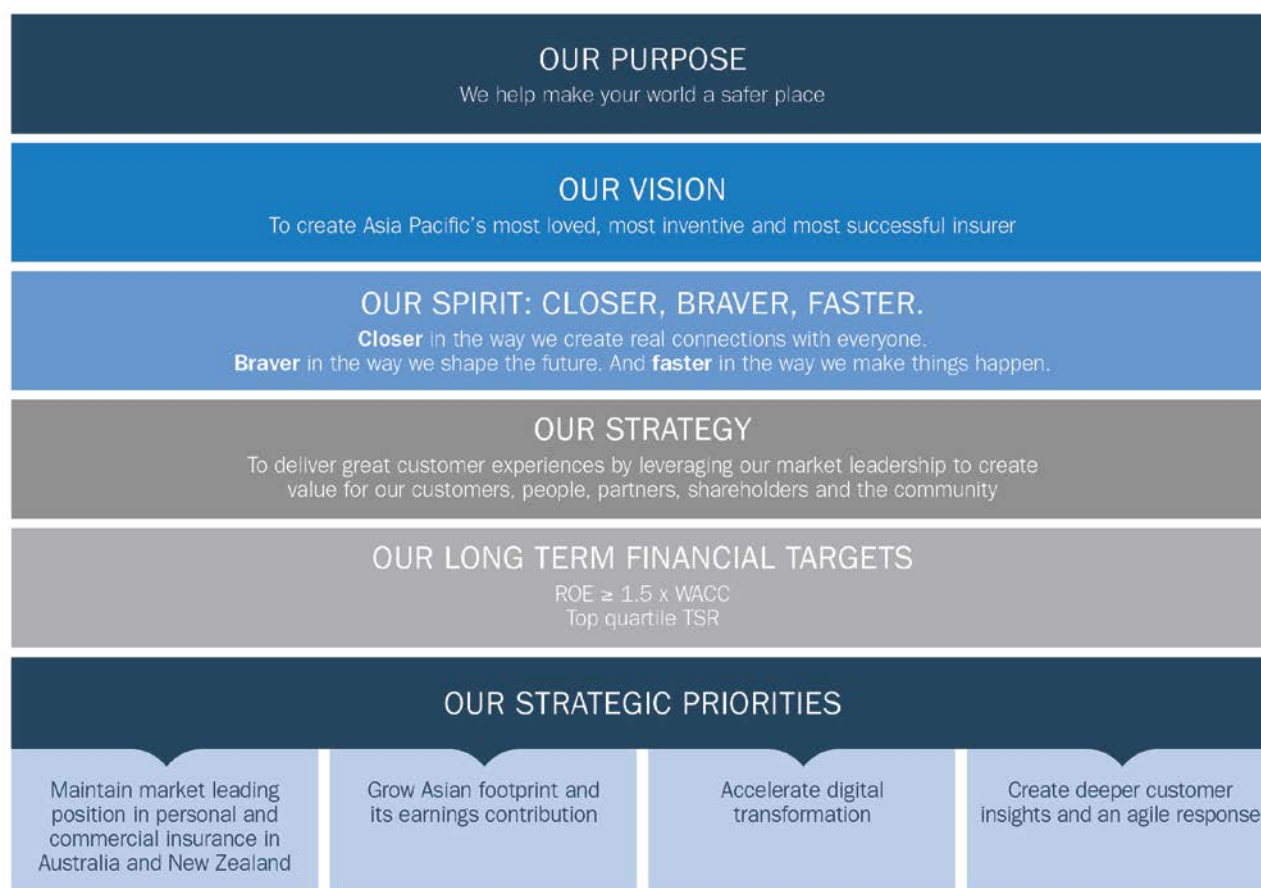 OUR PURPOSE
We help make your world a safer place
OUR VISION
To create Asia Pacific's most loved, most inventive and most successful insurer
OUR SPIRIT: CLOSER, BRAVER, FASTER.
Closer in the way we create real connections with everyone.
Braver in the way we shape the future. And faster in the way we make things happen.
OUR STRATEGY
To deliver great customer experiences by leveraging our market leadership to create
value for our customers, people, partners, shareholders and the community
OUR LONG TERM FINANCIAL TARGETS
ROE ≥ 1.5 x WACC
Top quartile TSR
OUR STRATEGIC PRIORITIES
Maintain market leading
position in personal and
commercial insurance in
Australia and New Zealand
Grow Asian footprint and
its earnings contribution
Accelerate digital
transformation
Create deeper customer
insights and an agile response